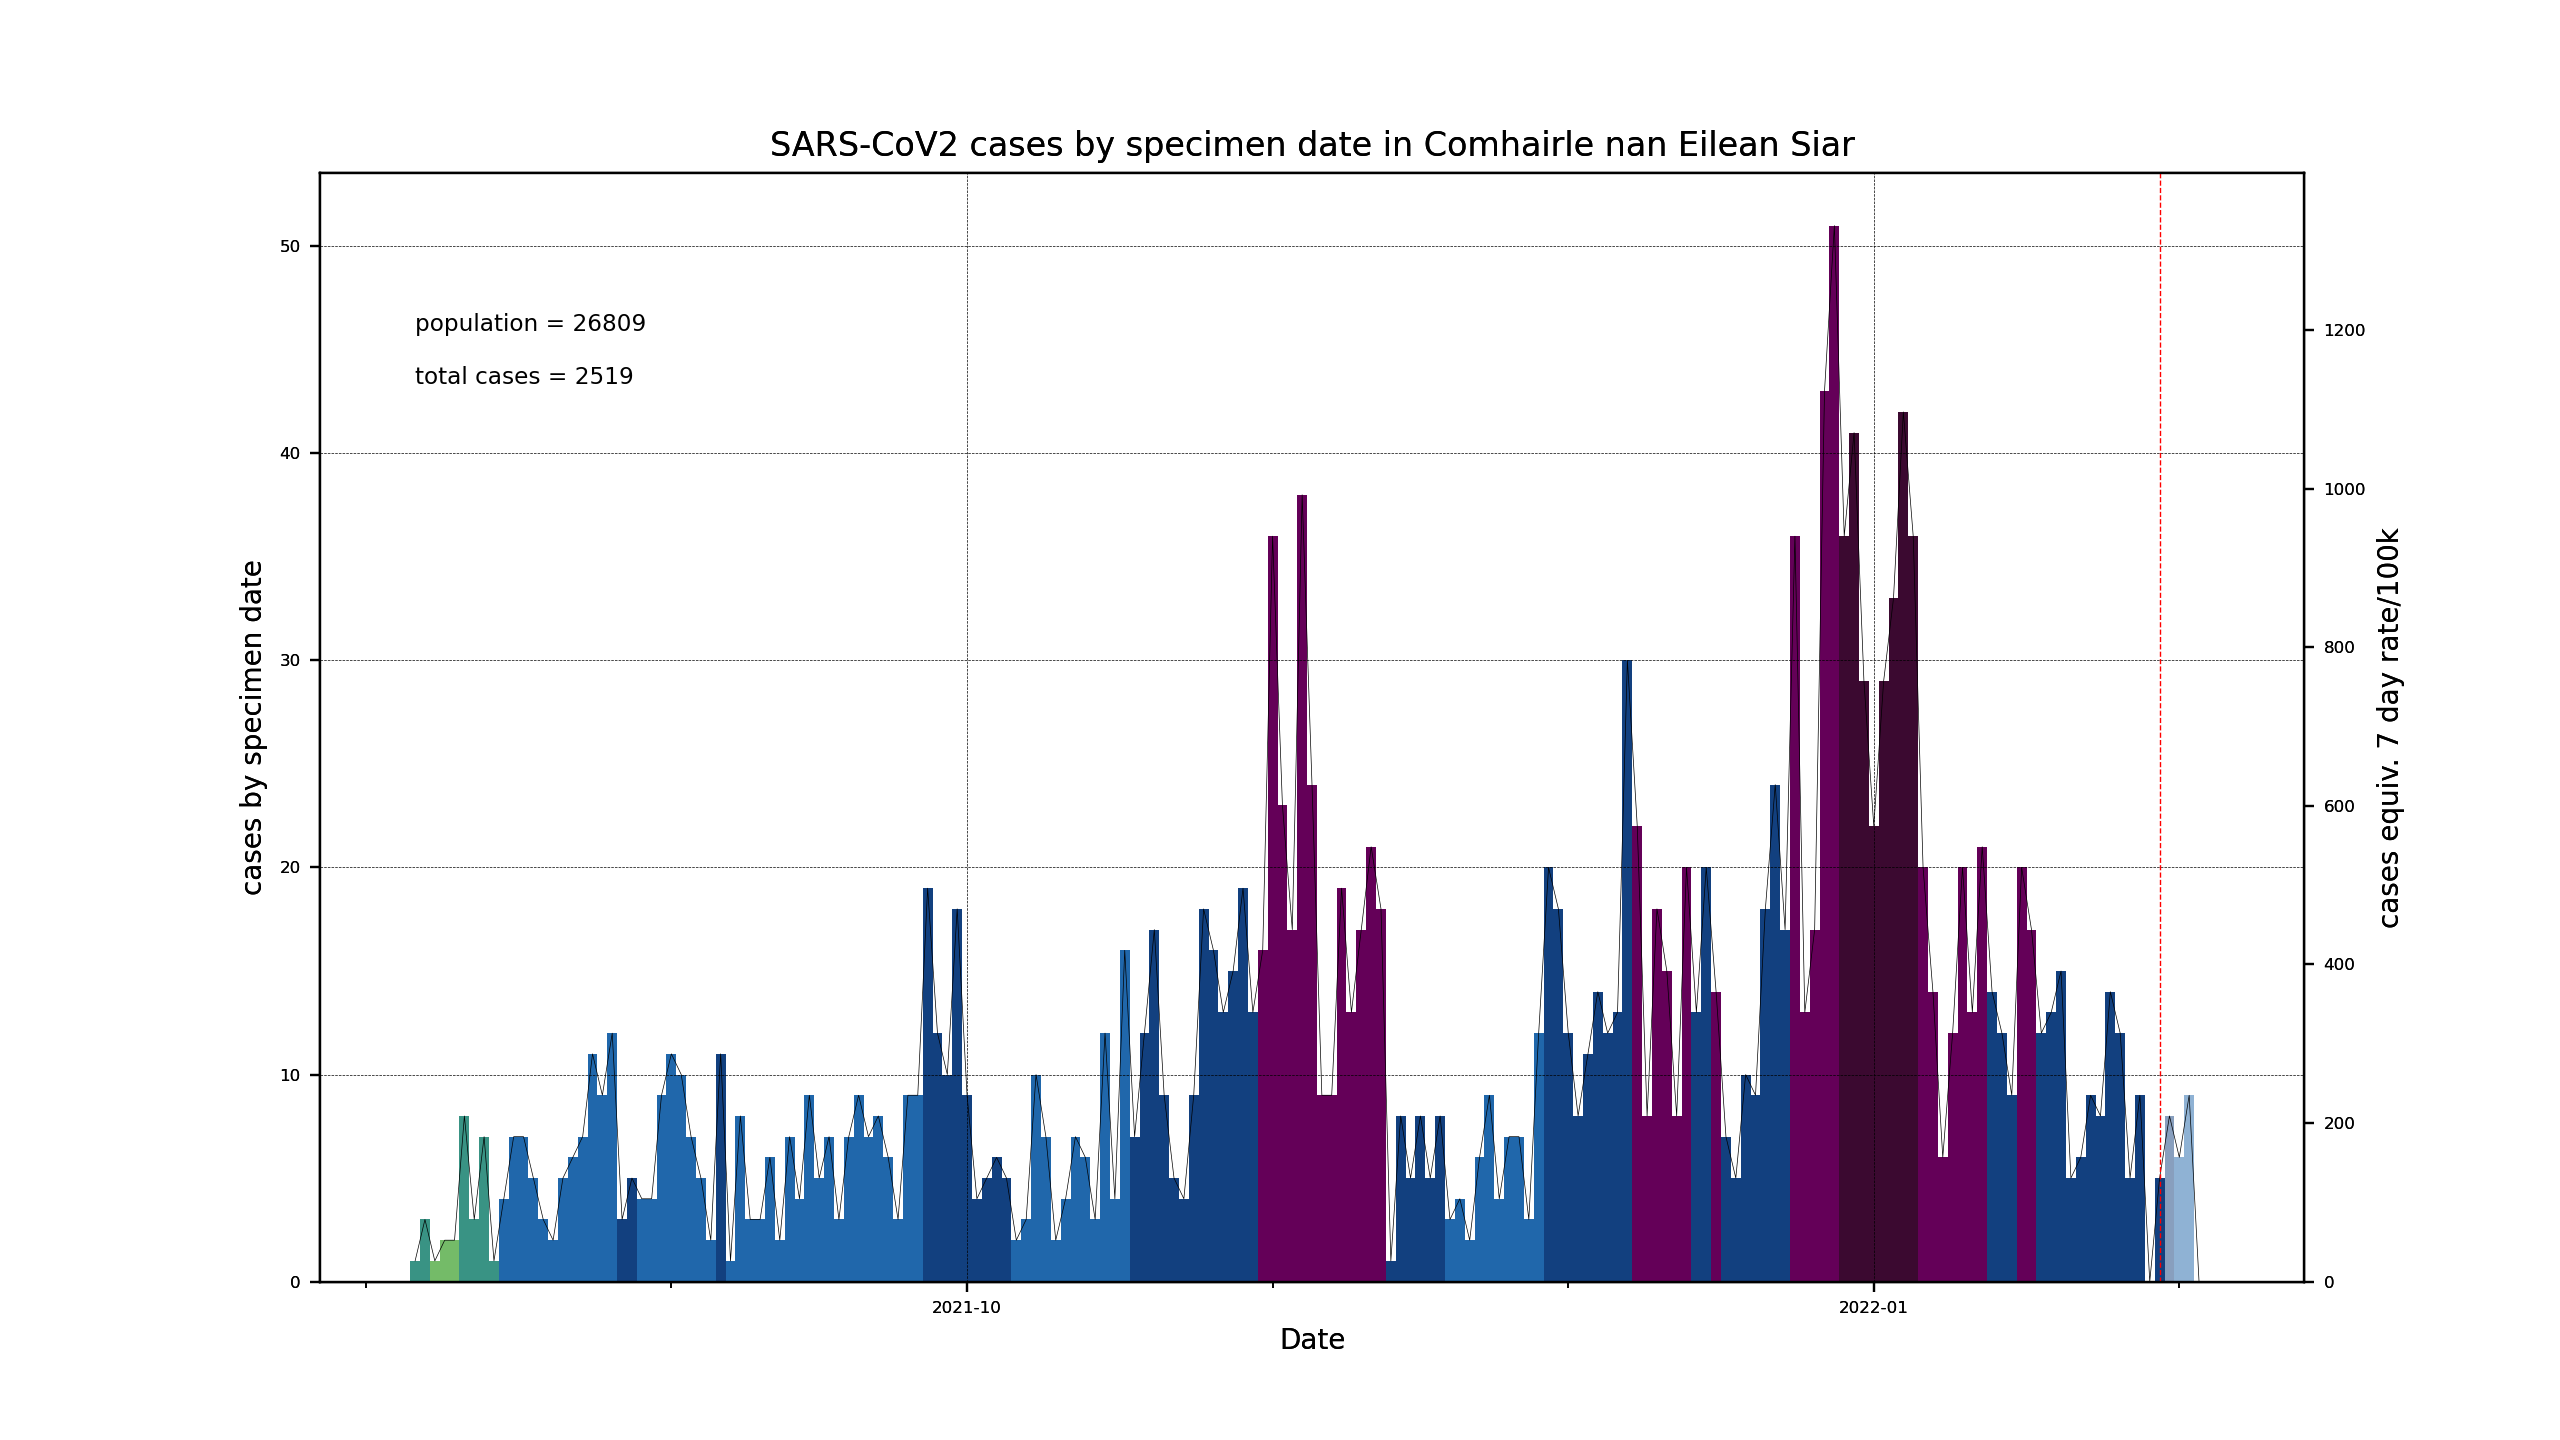 SARS-CoV2 cases by specimen date in Comhairle nan Eilean Siar
population = 26809
total cases = 2519
cases by specimen date
50
40
30
20
10
0
1200
1000
800
600
400
200
0
cases equiv. 7 day rate/100k
2021-10
2022-01
Date